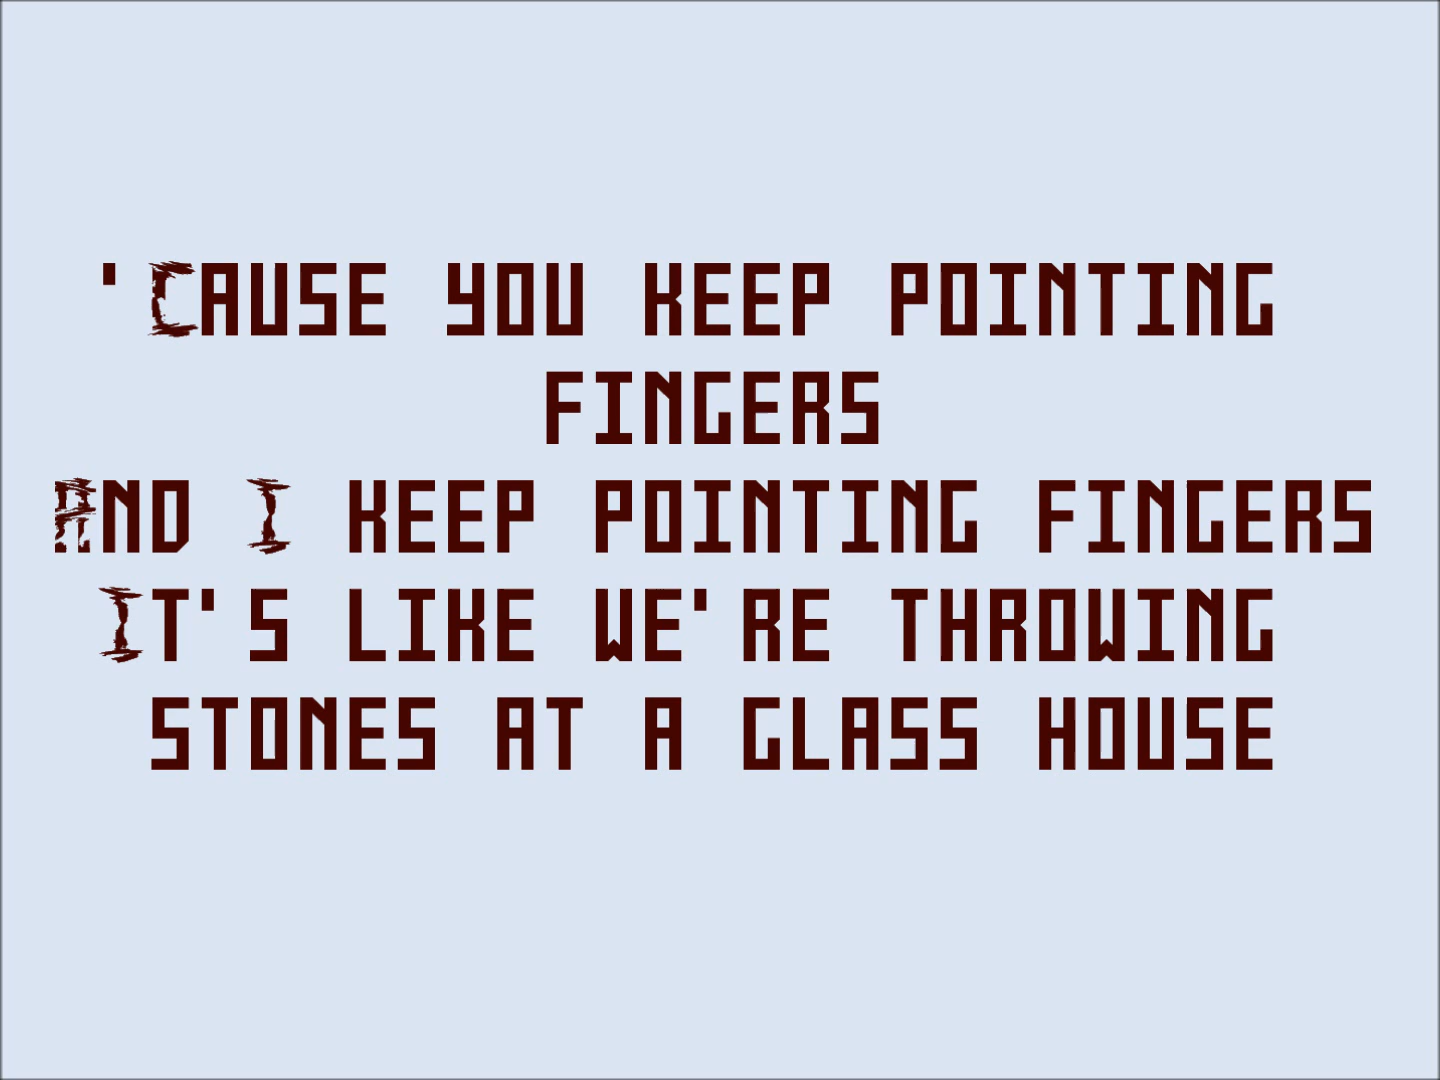 'Cause you keep pointing
fingers
And I keep pointing fingers
It's like we're throwing
stones at a glass house